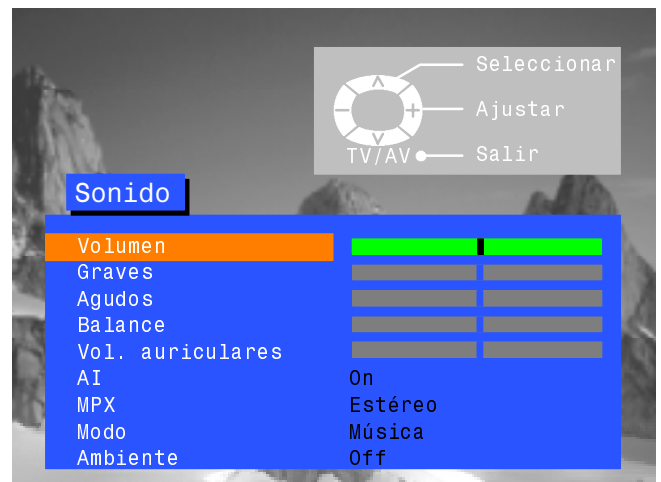 Seleccionar
Ajustar
TV/AV Salir
Sonido
Volumen
Graves
Agudos
Balance
Vol. auriculares
AI On
MPX Estéreo
Modo Música
Ambiente Off